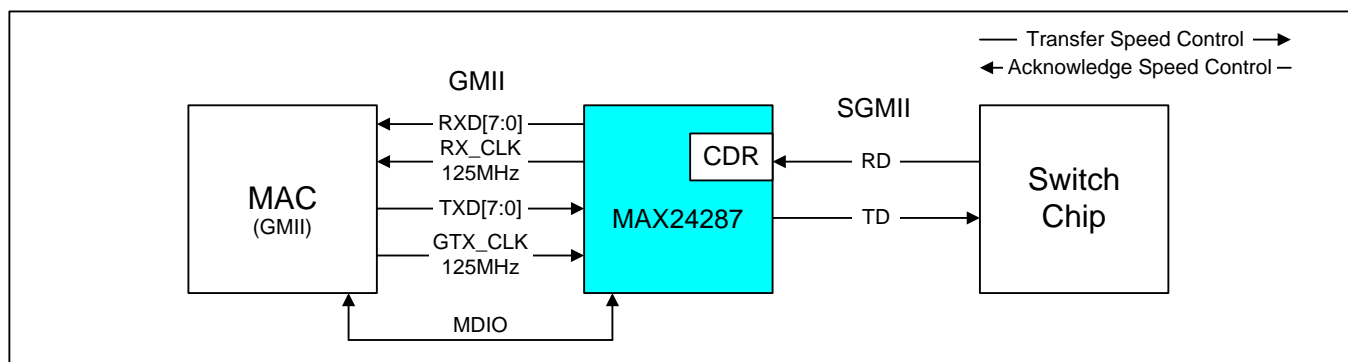 Transfer Speed Control
Acknowledge Speed Control
GMII
SGMII
RXD[7:0]
RX_CLK
125MHz
TXD[7:0]
GTX_CLK
125MHz
MAC
(GMII)
CDR
MAX24287
RD
TD
Switch
Chip
MDIO